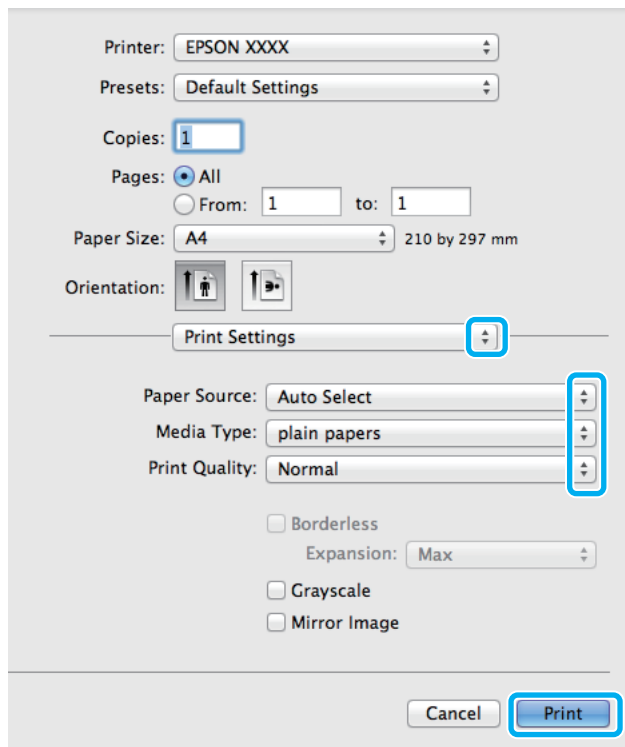 Printer: EPSON XXXX
Presets: Default Settings
Copies: 1
Pages: All
From: 1 to: 1
Paper Size: A4 210 by 297 mm
Orientation:
Print Settings
Paper Source: Auto Select
Media Type: plain papers
Print Quality: Normal
Borderless
Expansion: Max
Grayscale
Mirror Image
Cancel Print